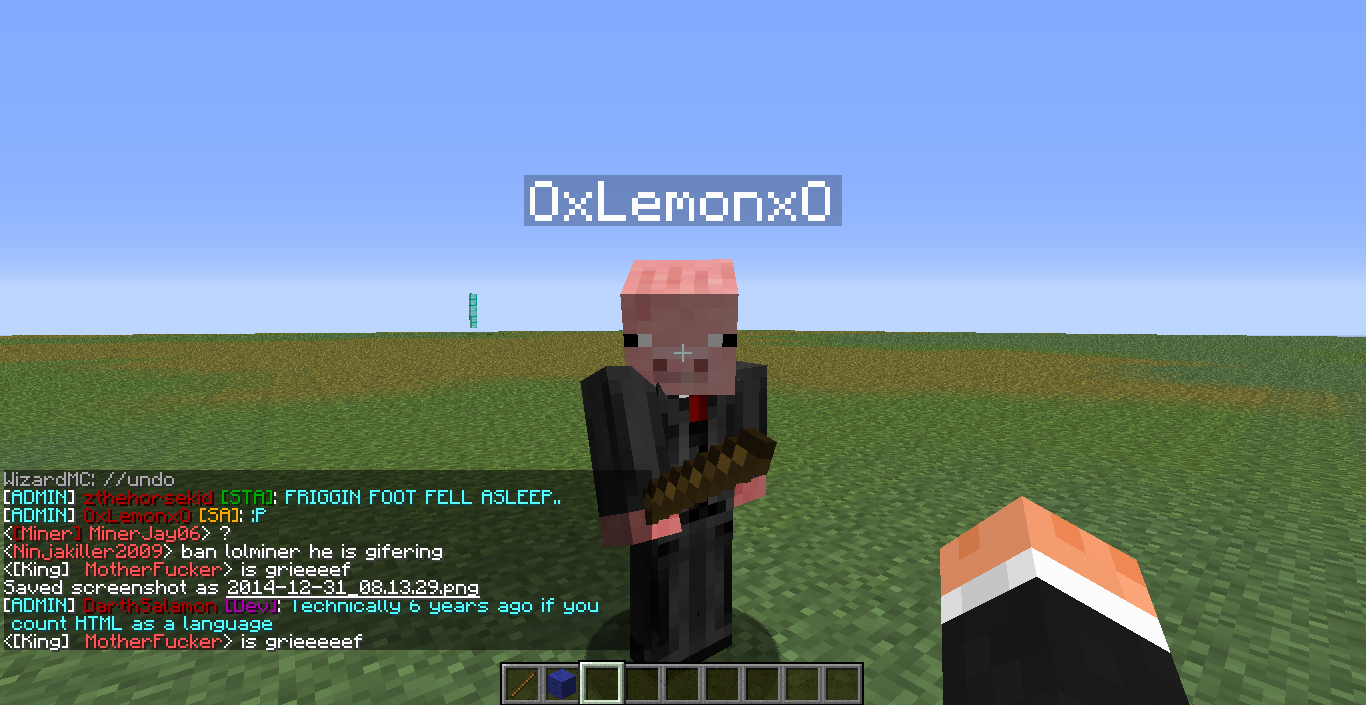 0xLemonx0
WizardMC: //undo
[ADMIN] zthehorsekid [STA]: FRIGGIN FOOT FELL ASLEEP..
[ADMIN] 0xLemonx0 [SA]: :P
<[Miner] MinerJay06> ?
<Ninjakiller2009> ban lolminer he is gifering
<[King] MotherFucker> is grieeeef
Saved screenshot as 2014-12-31_08.13.29.png
[ADMIN] DarthSalamon [Dev]: Technically 6 years ago if you
count HTML as a language
<[King] MotherFucker> is grieeeeef